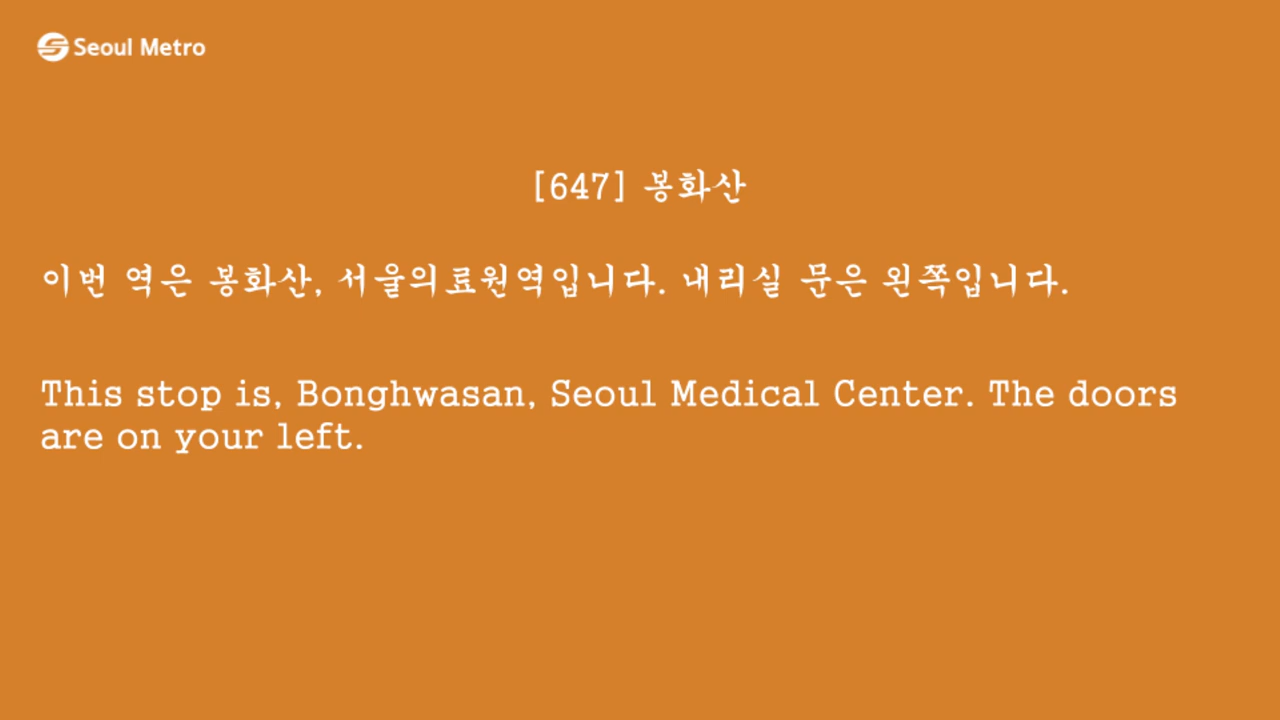 Seoul Metro
[647] 봉화산
이번 역은 봉화산, 서울의료원역입니다. 내리실 문은 왼쪽입니다.
This stop is, Bonghwasan, Seoul Medical Center. The doors
are on your left.